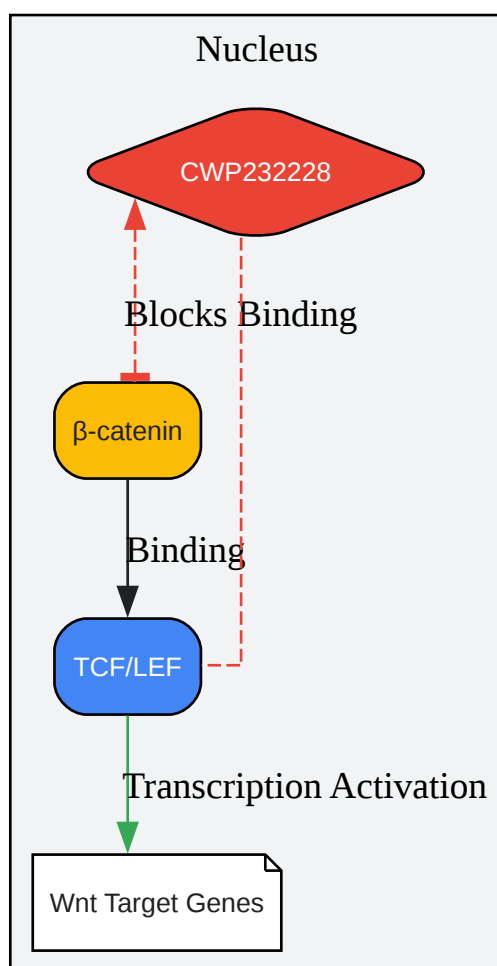 Nucleus
CWP232228
Blocks Binding
β-catenin
Binding
TCF/LEF
Transcription Activation
Wnt Target Genes